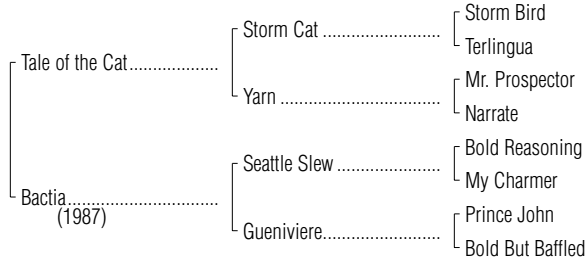 Storm Bird
Storm Cat ........................
Terlingua
Tale of the Cat...................
Mr. Prospector
Yarn .................................
Narrate
Bold Reasoning
Seattle Slew .....................
My Charmer
Bactia................................
(1987)
Prince John
Gueniviere........................
Bold But Baffled